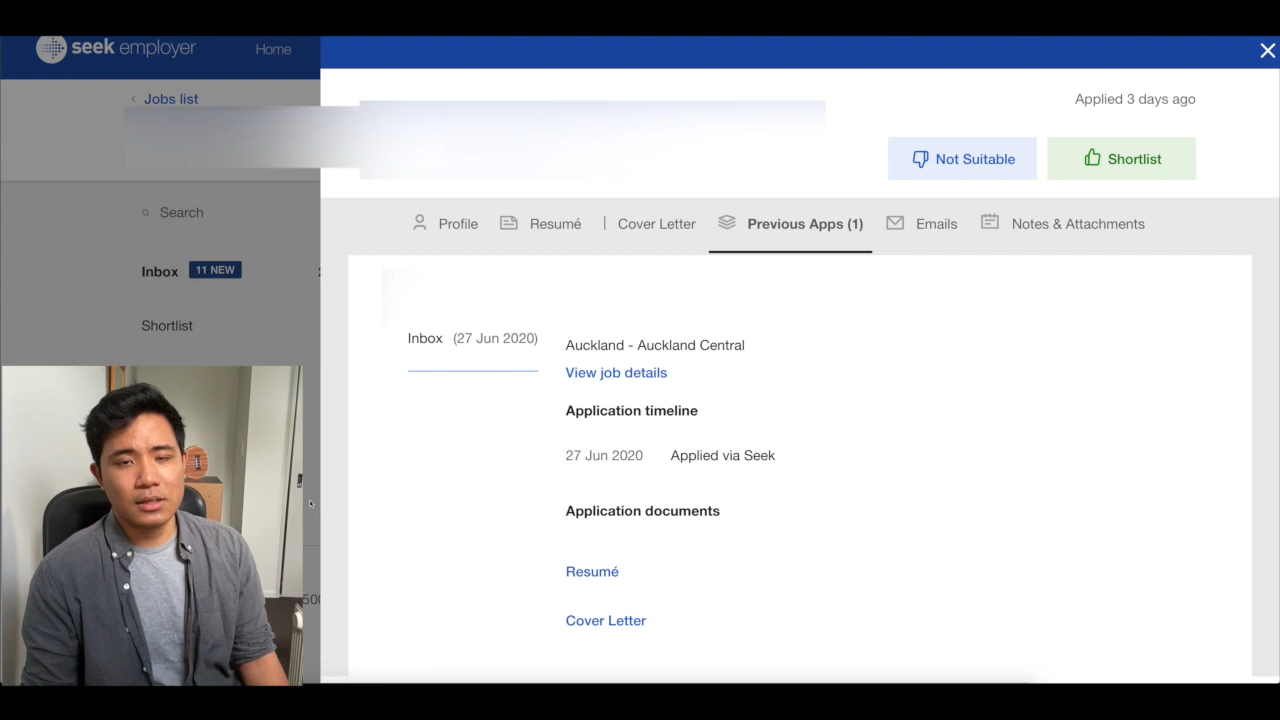 seek employer
Home
Jobs list
Applied 3 days ago
Not Suitable
Shortlist
Search
Profile
Resumé
Cover Letter
Previous Apps (1)
Emails
Notes & Attachments
Inbox 11 NEW
Shortlist
Inbox (27 Jun 2020)
Auckland - Auckland Central
View job details
Application timeline
27 Jun 2020 Applied via Seek
Application documents
Resumé
Cover Letter